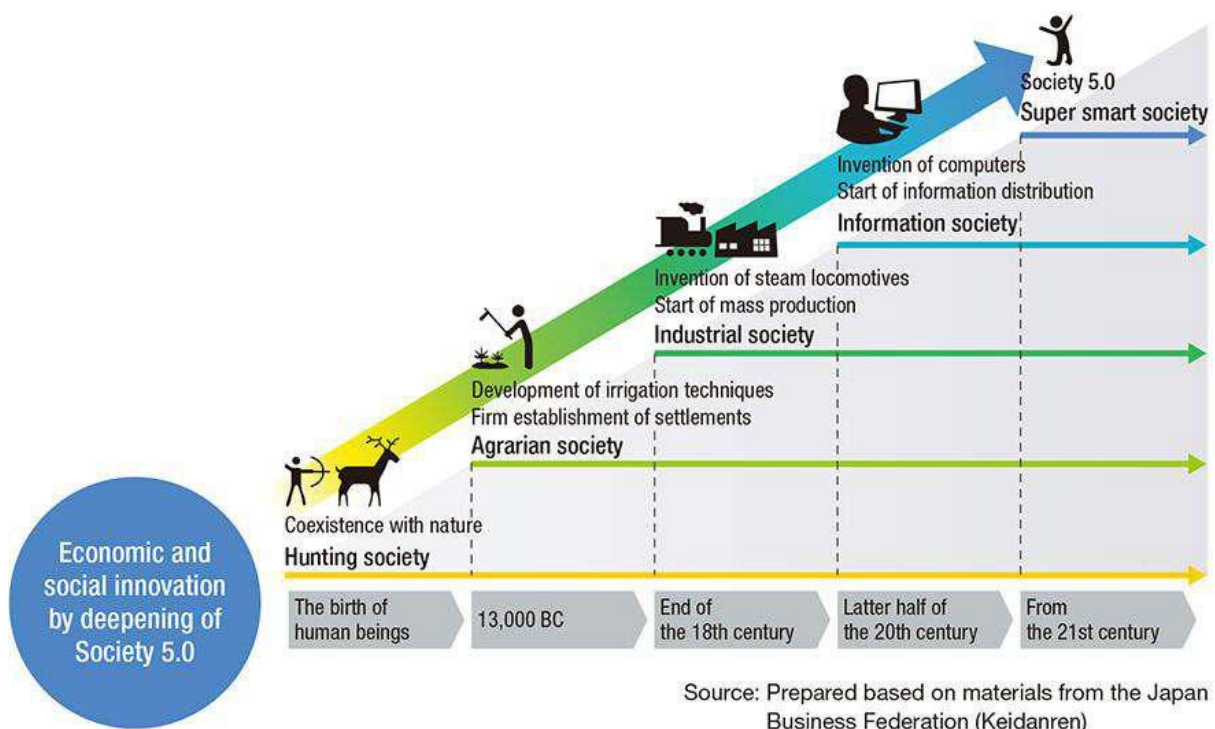 Society 5.0
Super smart society
Invention of computers
Start of information distribution
Information society
Invention of steam locomotives
Start of mass production
Industrial society
Development of irrigation techniques
Firm establishment of settlements
Agrarian society
Coexistence with nature
Hunting society
Economic and
social innovation
by deepening of
Society 5.0
The birth of
human beings
13,000 BC
End of
the 18th century
Latter half of
the 20th century
From
the 21st century
Source: Prepared based on materials from the Japan
Business Federation (Keidanren)